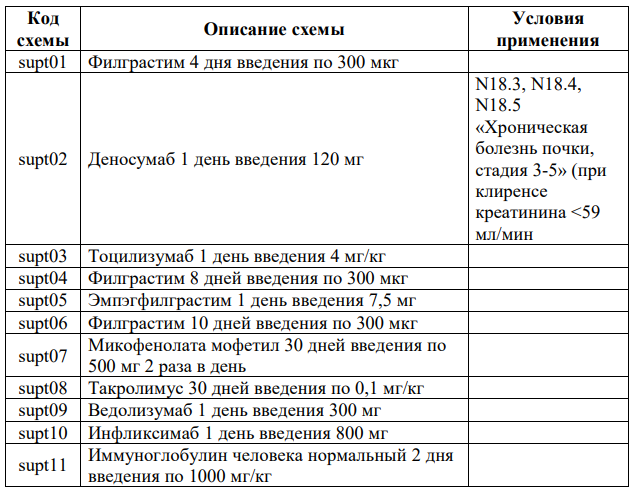 Код схемы
Описание схемы
Условия применения
supt01 Филграстим 4 дня введения по 300 мкг
supt02 Деносумаб 1 день введения 120 мг
N18.3, N18.4,
N18.5
«Хроническая
болезнь почки,
стадия 3-5» (при
клиренсе
креатинина <59
мл/мин
supt03 Тоцилизумаб 1 день введения 4 мг/кг
supt04 Филграстим 8 дней введения по 300 мкг
supt05 Эмпэгфилграстим 1 день введения 7,5 мг
supt06 Филграстим 10 дней введения по 300 мкг
supt07 Микофенолата мофетил 30 дней введения по
500 мг 2 раза в день
supt08 Такролимус 30 дней введения по 0,1 мг/кг
supt09 Ведолизумаб 1 день введения 300 мг
supt10 Инфликсимаб 1 день введения 800 мг
supt11 Иммуноглобулин человека нормальный 2 дня
введения по 1000 мг/кг